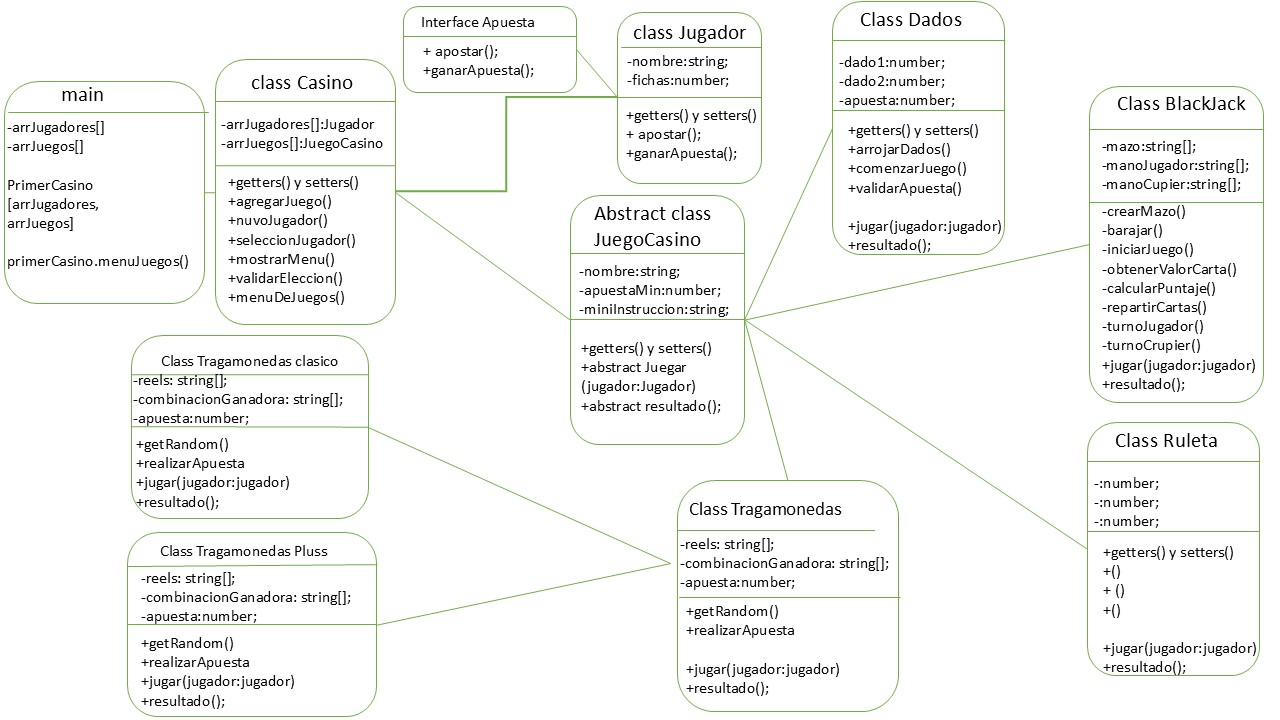 Interface Apuesta
+ apostar();
+ganarApuesta();
class Jugador
-nombre:string;
-fichas:number;
+getters() y setters()
+ apostar();
+ganarApuesta();
Class Dados
-dado1:number;
-dado2:number;
-apuesta:number;
+getters() y setters()
+arrojarDados()
+comenzarJuego()
+validarApuesta()
+jugar(jugador:jugador)
+resultado();
main
-arrJugadores[]
-arrJuegos[]
PrimerCasino
[arrJugadores,
arrJuegos]
primerCasino.menuJuegos()
class Casino
-arrJugadores[]:Jugador
-arrJuegos[]:JuegoCasino
+getters() y setters()
+agregarJuego()
+nuvoJugador()
+seleccionJugador()
+mostrarMenu()
+validarEleccion()
+menuDeJuegos()
Abstract class
JuegoCasino
-nombre:string;
-apuestaMin:number;
-miniInstruccion:string;
+getters() y setters()
+abstract Juegar
(jugador:Jugador)
+abstract resultado();
Class BlackJack
-mazo:string[];
-manoJugador:string[];
-manoCupier:string[];
-crearMazo()
-barajar()
-iniciarJuego()
-obtenerValorCarta()
-calcularPuntaje()
-repartirCartas()
-turnoJugador()
-turnoCrupier()
+jugar(jugador:jugador)
+resultado();
Class Tragamonedas clasico
-reels: string[];
-combinacionGanadora: string[];
-apuesta:number;
+getRandom()
+realizarApuesta
+jugar(jugador:jugador)
+resultado();
Class Tragamonedas Pluss
-reels: string[];
-combinacionGanadora: string[];
-apuesta:number;
+getRandom()
+realizarApuesta
+jugar(jugador:jugador)
+resultado();
Class Tragamonedas
-reels: string[];
-combinacionGanadora: string[];
-apuesta:number;
+getRandom()
+realizarApuesta
+jugar(jugador:jugador)
+resultado();
Class Ruleta
-:number;
-:number;
-:number;
+getters() y setters()
+()
+ ()
+()
+jugar(jugador:jugador)
+resultado();